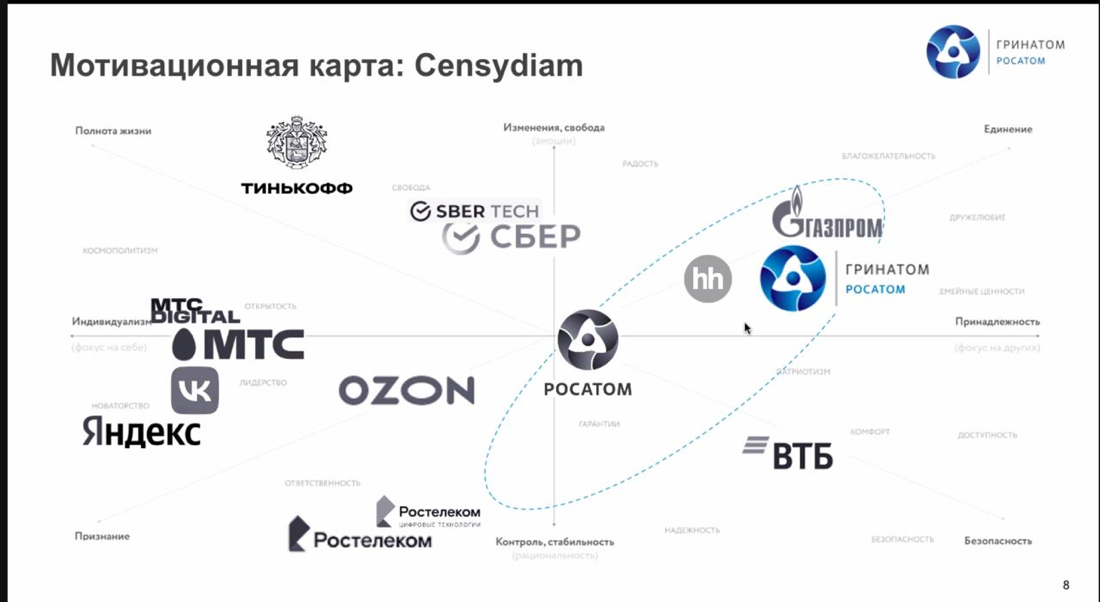 Мотивационная карта: Censydiam
ГРИНАТОМ
РОСАТОМ
Полнота жизни
Изменения, свобода
(эмоции)
Единение
ТИНЬКОФФ
СВОБОДА
РАДОСТЬ
БЛАГОЖЕЛАТЕЛЬНОСТЬ
SBER TECH
СБЕР
ГАЗПРОМ
ДРУЖЕЛЮБИЕ
КОСМОПОЛИТИЗМ
hh
ГРИНАТОМ
РОСАТОМ
ЕМЕЙНЫЕ ЦЕННОСТИ
МТС
DIGITAL
ОТКРЫТОСТЬ
Индивидуализм
(фокус на себе)
МТС
Принадлежность
(фокус на других)
РОСАТОМ
VK
ЛИДЕРСТВО
OZON
ПАТРИОТИЗМ
НОВАТОРСТВО
Яндекс
ГАРАНТИИ
ВТБ
КОМФОРТ
ДОСТУПНОСТЬ
ОТВЕТСТВЕННОСТЬ
Ростелеком
ЦИФРОВЫЕ ТЕХНОЛОГИИ
Ростелеком
Признание
Контроль, стабильность
(рациональность)
НАДЕЖНОСТЬ
БЕЗОПАСНОСТЬ
Безопасность
8